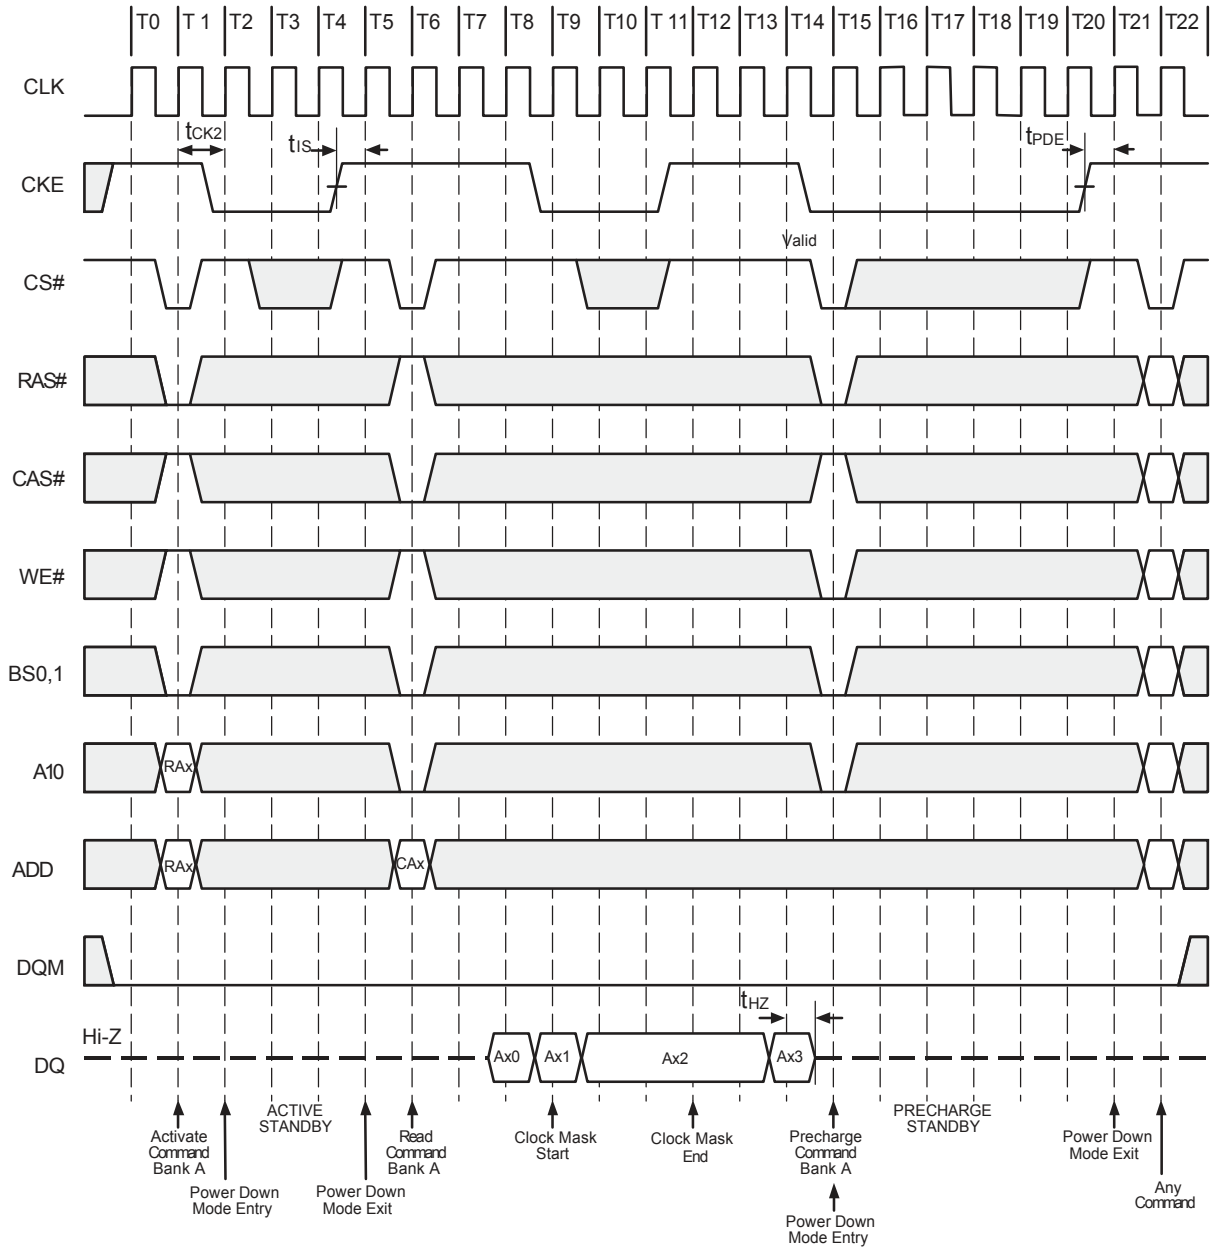 T0 T 1 T2 T3 T4 T5 T6 T7 T8 T9 T10 T 11 T12 T13 T14 T15 T16 T17 T18 T19 T20 T21 T22
CLK
tCK2
tIS
tPDE
CKE
Valid
CS#
RAS#
CAS#
WE#
BS0,1
A10
RAx
ADD
RAx
CAx
DQM
tHZ
Hi-Z
DQ
Ax0
Ax1
Ax2
Ax3
Activate
Command
Bank A
ACTIVE
STANDBY
Read
Command
Bank A
Clock Mask
Start
Clock Mask
End
Precharge
Command
Bank A
PRECHARGE
STANDBY
Power Down
Mode Exit
Power Down
Mode Entry
Power Down
Mode Exit
Power Down
Mode Entry
Any
Command